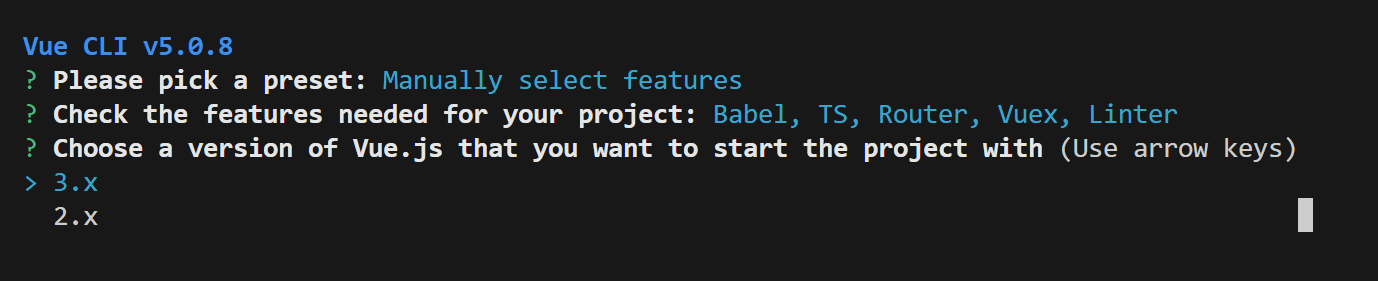 Vue CLI v5.0.8
? Please pick a preset: Manually select features
? Check the features needed for your project: Babel, TS, Router, Vuex, Linter
? Choose a version of Vue.js that you want to start the project with (Use arrow keys)
> 3.x
2.x